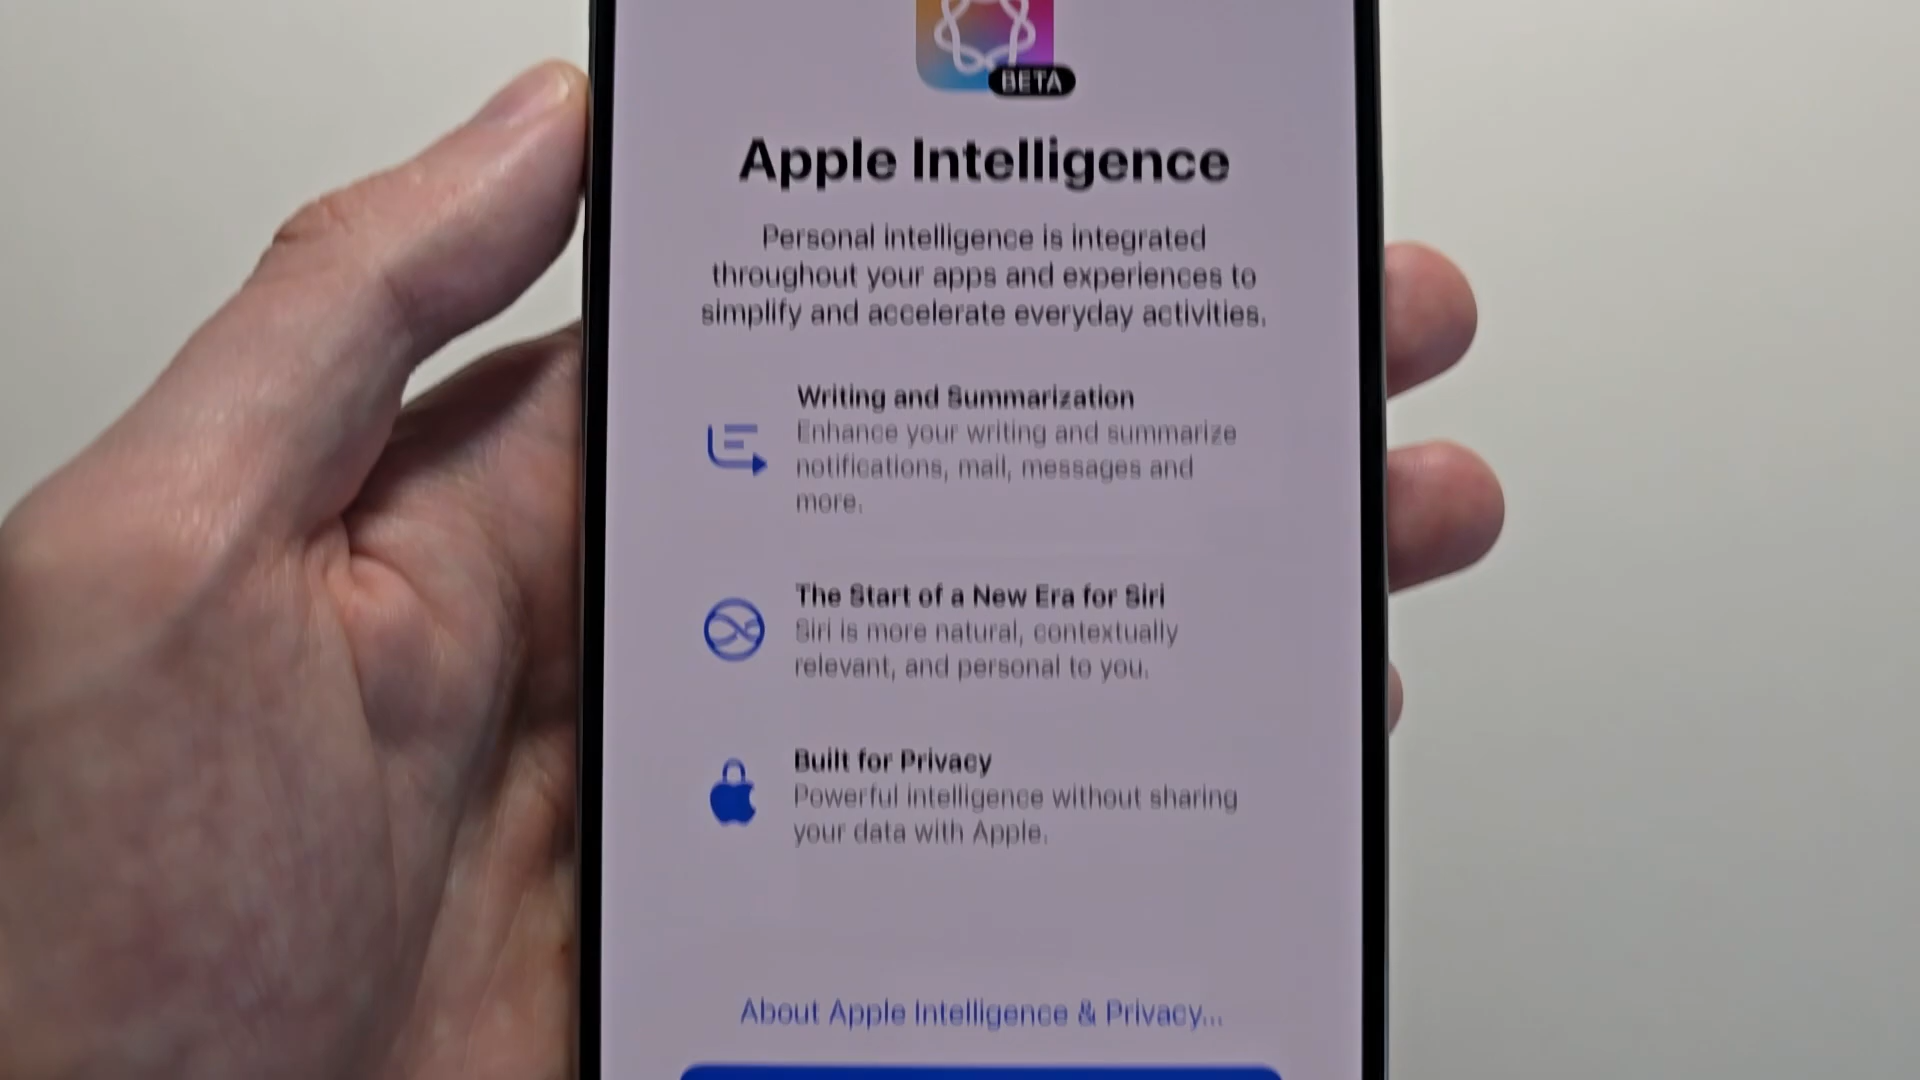 BETA
Apple Intelligence
Personal intelligence is integrated
throughout your apps and experiences to
simplify and accelerate everyday activities.
Writing and Summarization
Enhance your writing and summarize
notifications, mail, messages and
more.
The Start of a New Era for Siri
Siri is more natural, contextually
relevant, and personal to you.
Built for Privacy
Powerful intelligence without sharing
your data with Apple.
About Apple Intelligence & Privacy...